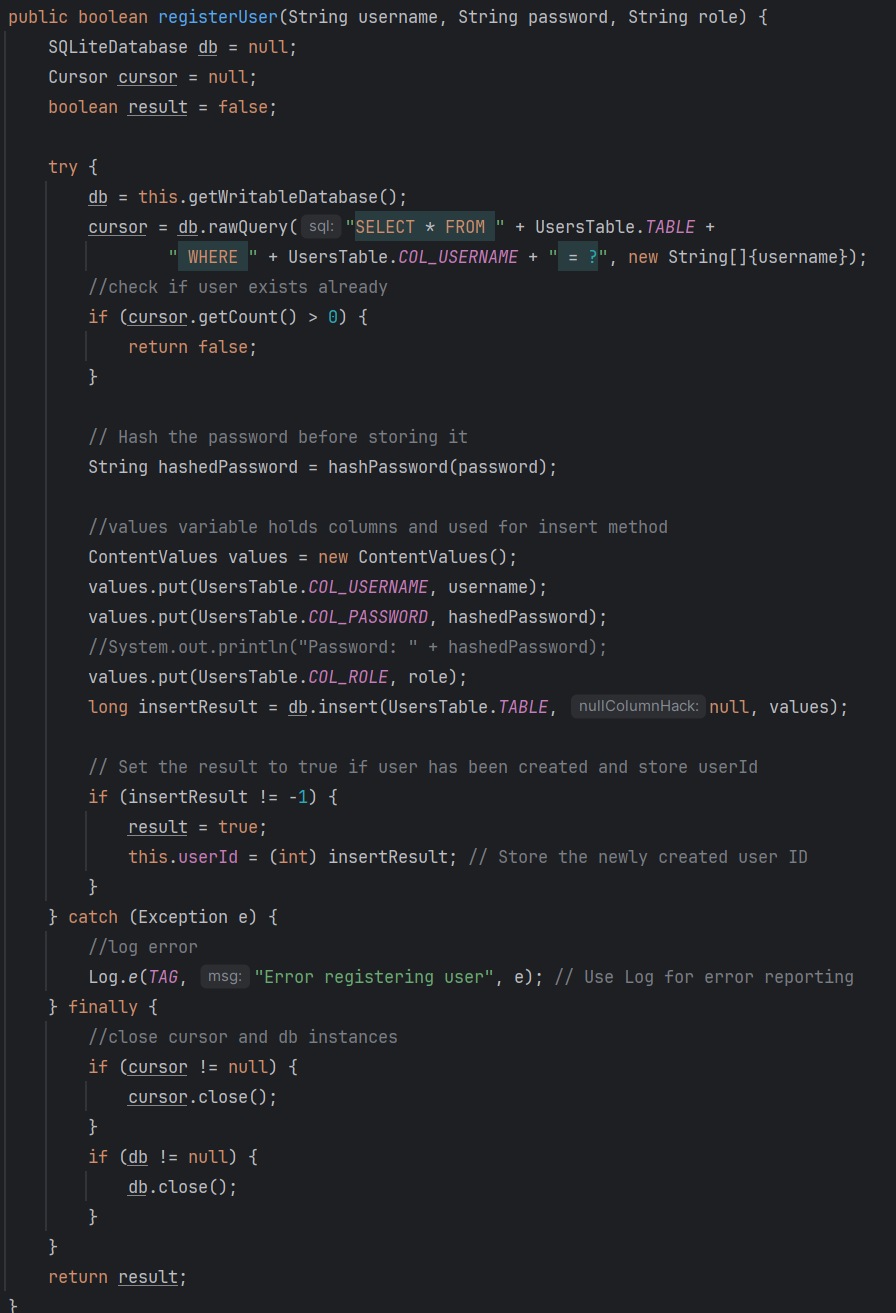 public boolean registerUser(String username, String password, String role) {
    SQLiteDatabase db = null;
    Cursor cursor = null;
    boolean result = false;

    try {
        db = this.getWritableDatabase();
        cursor = db.rawQuery( sql: "SELECT * FROM " + UsersTable.TABLE +
                " WHERE " + UsersTable.COL_USERNAME + " = ?", new String[]{username});
        //check if user exists already
        if (cursor.getCount() > 0) {
            return false;
        }

        // Hash the password before storing it
        String hashedPassword = hashPassword(password);

        //values variable holds columns and used for insert method
        ContentValues values = new ContentValues();
        values.put(UsersTable.COL_USERNAME, username);
        values.put(UsersTable.COL_PASSWORD, hashedPassword);
        //System.out.println("Password: " + hashedPassword);
        values.put(UsersTable.COL_ROLE, role);
        long insertResult = db.insert(UsersTable.TABLE, nullColumnHack: null, values);

        // Set the result to true if user has been created and store userId
        if (insertResult != -1) {
            result = true;
            this.userId = (int) insertResult; // Store the newly created user ID
        }
    } catch (Exception e) {
        //log error
        Log.e(TAG, msg: "Error registering user", e); // Use Log for error reporting
    } finally {
        //close cursor and db instances
        if (cursor != null) {
            cursor.close();
        }
        if (db != null) {
            db.close();
        }
    }
    return result;
}